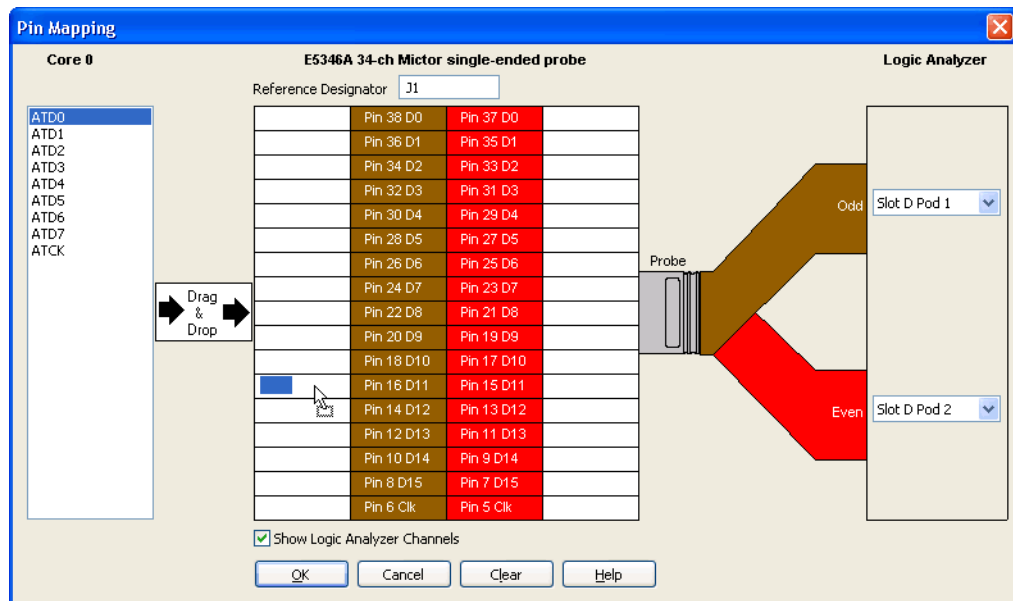 Pin Mapping
Core 0
E5346A 34-ch Mictor single-ended probe
Logic Analyzer
Reference Designator J1
ATD0
ATD1
ATD2
ATD3
ATD4
ATD5
ATD6
ATD7
ATCK
Drag
&
Drop
Pin 38 D0 Pin 37 D0
Pin 36 D1 Pin 35 D1
Pin 34 D2 Pin 33 D2
Pin 32 D3 Pin 31 D3
Pin 30 D4 Pin 29 D4
Pin 28 D5 Pin 27 D5
Pin 26 D6 Pin 25 D6
Pin 24 D7 Pin 23 D7
Pin 22 D8 Pin 21 D8
Pin 20 D9 Pin 19 D9
Pin 18 D10 Pin 17 D10
Pin 16 D11 Pin 15 D11
Pin 14 D12 Pin 13 D12
Pin 12 D13 Pin 11 D13
Pin 10 D14 Pin 9 D14
Pin 8 D15 Pin 7 D15
Pin 6 Clk Pin 5 Clk
Probe
Odd
Slot D Pod 1
Even
Slot D Pod 2
Show Logic Analyzer Channels
OK Cancel Clear Help